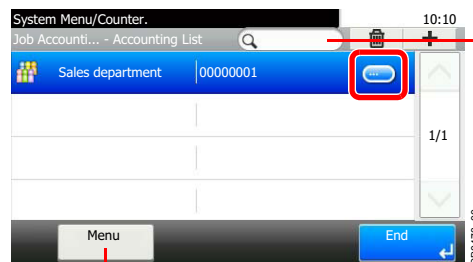 System Menu/Counter. 10:10
Job Accounti... - Accounting List
Sales department 00000001
1/1
Menu End